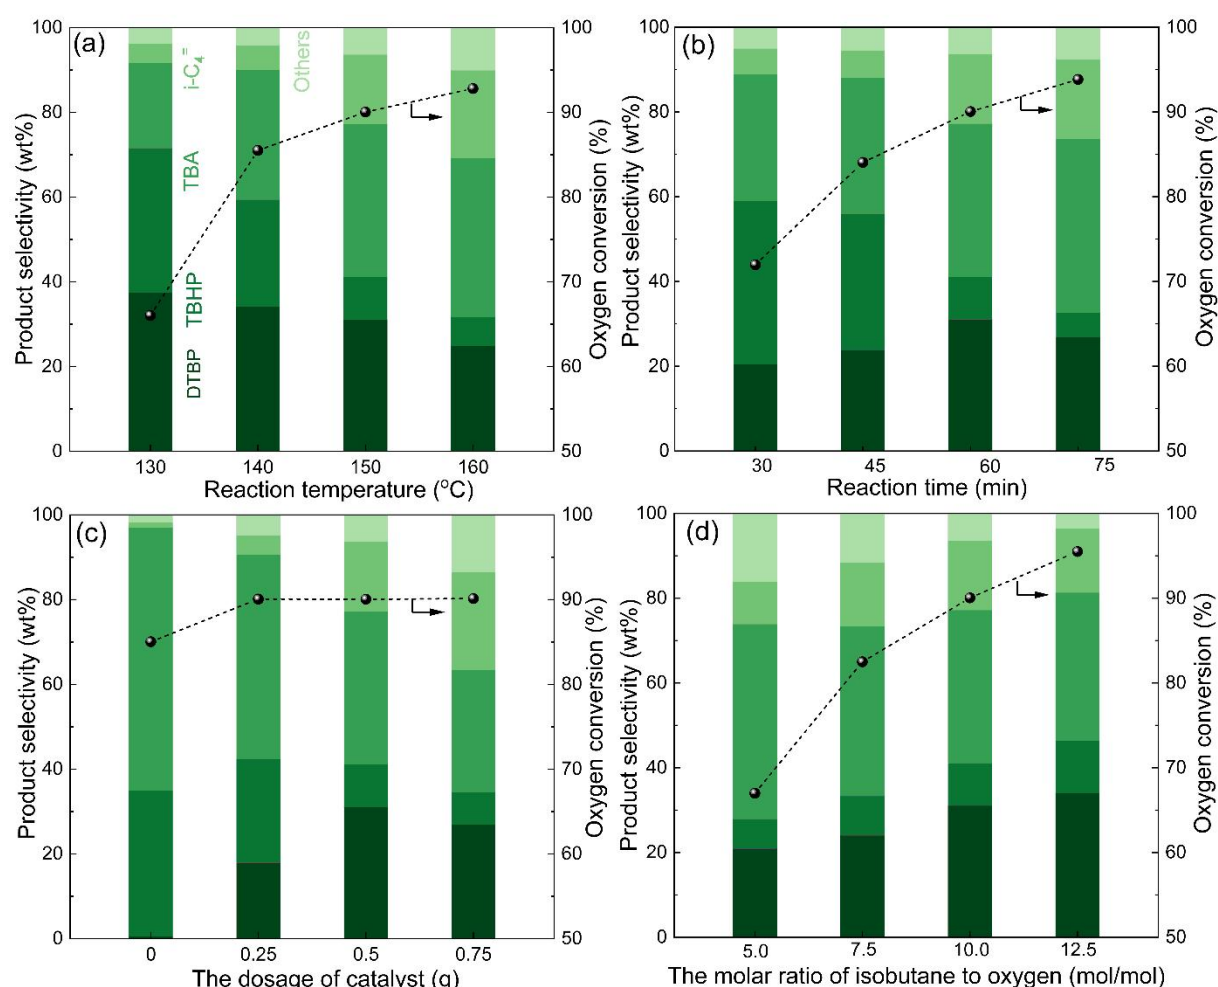 (a)
Product selectivity (wt%)
100
80
60
40
20
0
DTBP
TBHP
TBA
i-C4=
Others
100
90
80
70
60
50
Oxygen conversion (%)
130 140 150 160
Reaction temperature (°C)
(b)
Product selectivity (wt%)
100
80
60
40
20
0
100
90
80
70
60
50
Oxygen conversion (%)
30 45 60 75
Reaction time (min)
(c)
Product selectivity (wt%)
100
80
60
40
20
0
100
90
80
70
60
50
Oxygen conversion (%)
0 0.25 0.5 0.75
The dosage of catalyst (g)
(d)
Product selectivity (wt%)
100
80
60
40
20
0
100
90
80
70
60
50
Oxygen conversion (%)
5.0 7.5 10.0 12.5
The molar ratio of isobutane to oxygen (mol/mol)